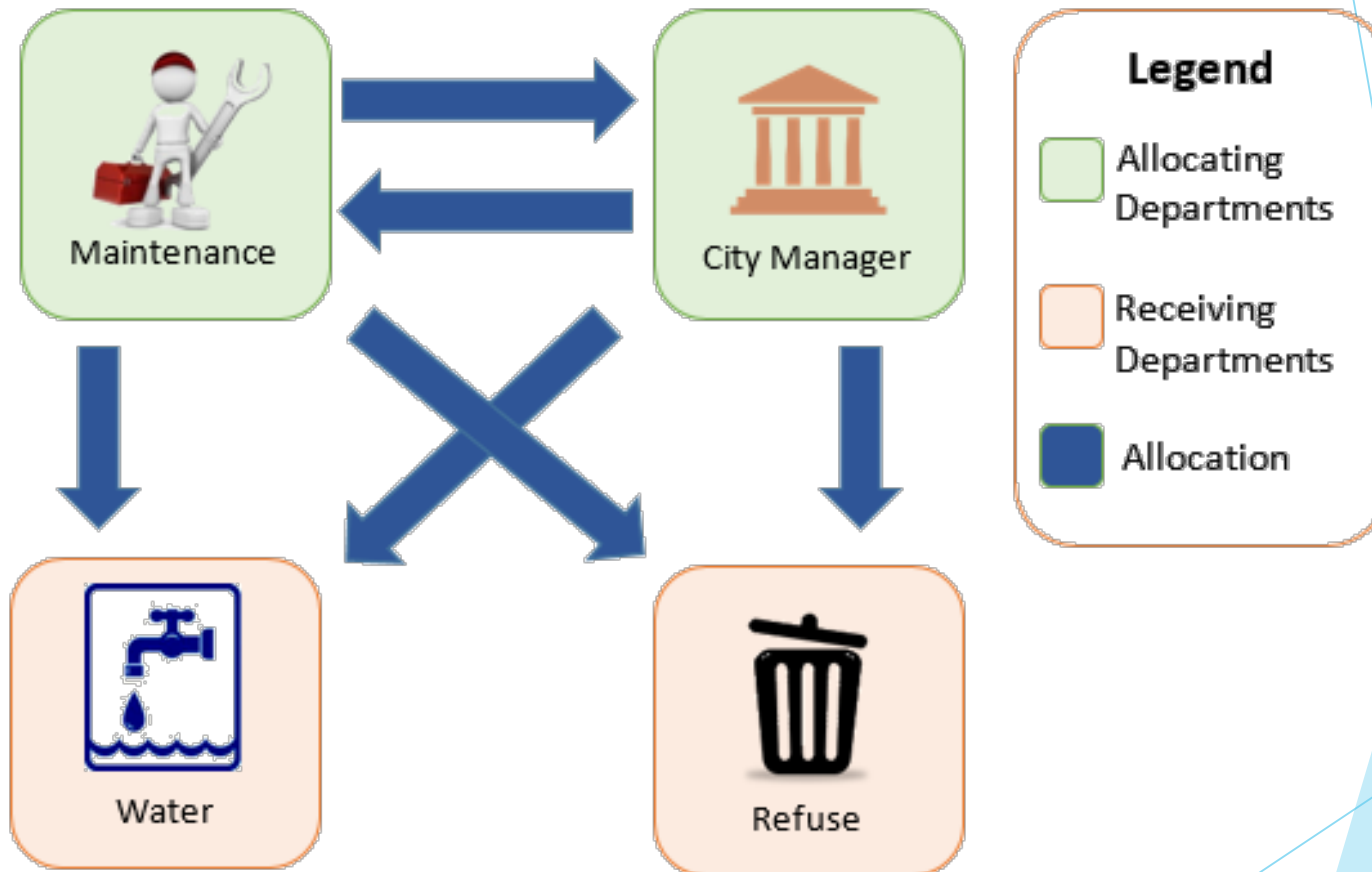 Maintenance
City Manager
Water
Refuse
Legend
Allocating
Departments
Receiving
Departments
Allocation